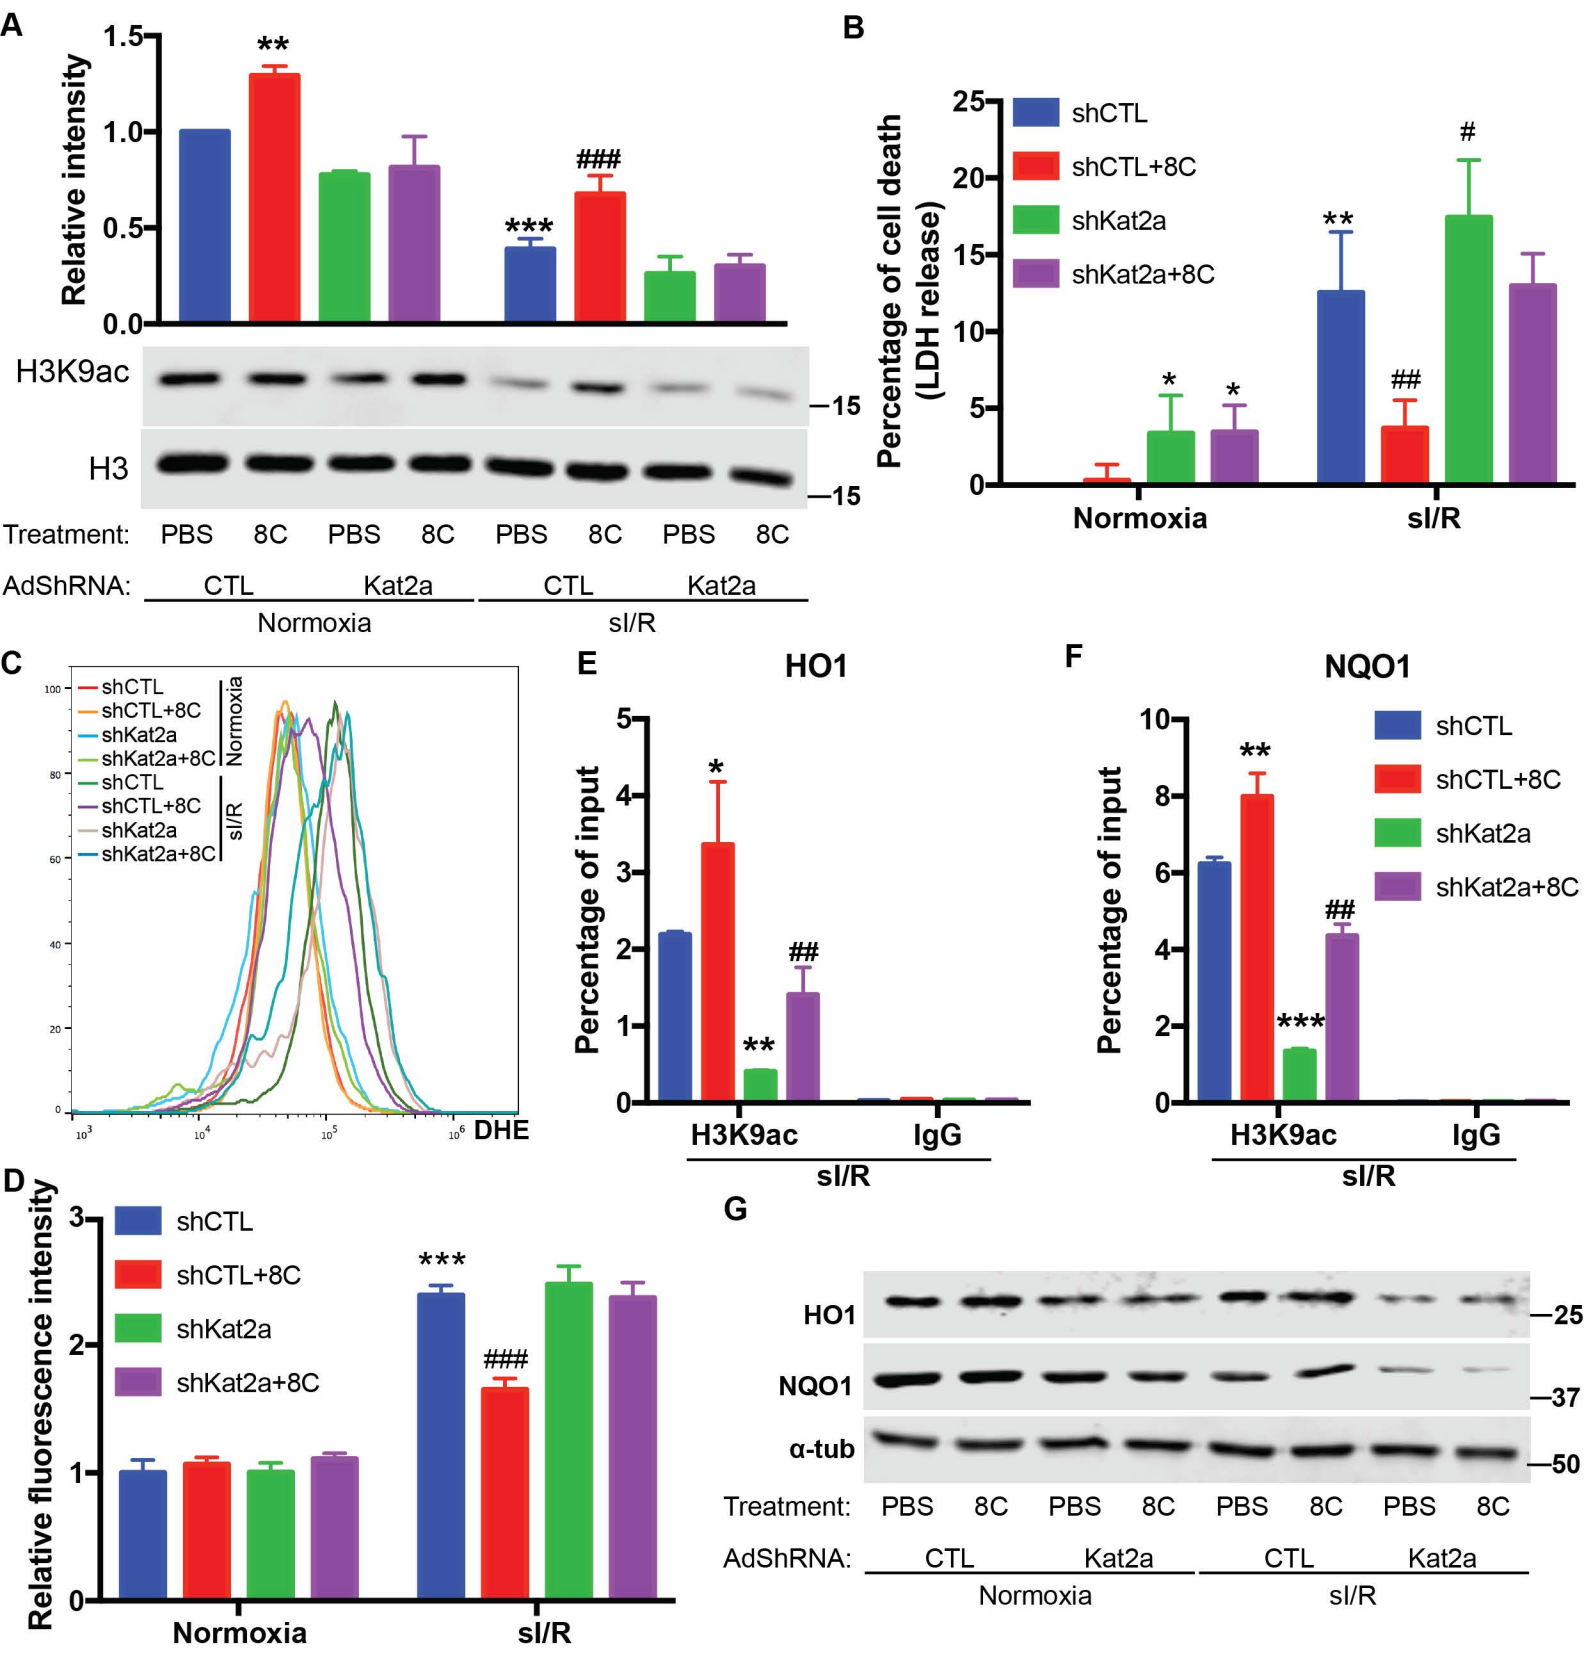 A
Relative intensity
1.5
1.0
0.5
0.0
**
***
###
H3K9ac
–15
H3
–15
Treatment: PBS 8C PBS 8C PBS 8C PBS 8C
AdShRNA: CTL Kat2a CTL Kat2a
Normoxia sI/R
B
Percentage of cell death
(LDH release)
25
20
15
10
5
0
shCTL
shCTL+8C
shKat2a
shKat2a+8C
*
*
**
##
#
Normoxia sI/R
C
100
80
60
40
20
0
shCTL
shCTL+8C
shKat2a
shKat2a+8C
Normoxia
shCTL
shCTL+8C
shKat2a
shKat2a+8C
sI/R
10³ 10⁴ 10⁵ 10⁶ DHE
E
HO1
Percentage of input
5
4
3
2
1
0
*
**
##
H3K9ac IgG
sI/R
F
NQO1
Percentage of input
10
8
6
4
2
0
shCTL
shCTL+8C
shKat2a
shKat2a+8C
**
***
##
H3K9ac IgG
sI/R
D
Relative fluorescence intensity
3
2
1
0
shCTL
shCTL+8C
shKat2a
shKat2a+8C
***
###
Normoxia sI/R
G
HO1
–25
NQO1
–37
α-tub
–50
Treatment: PBS 8C PBS 8C PBS 8C PBS 8C
AdShRNA: CTL Kat2a CTL Kat2a
Normoxia sI/R